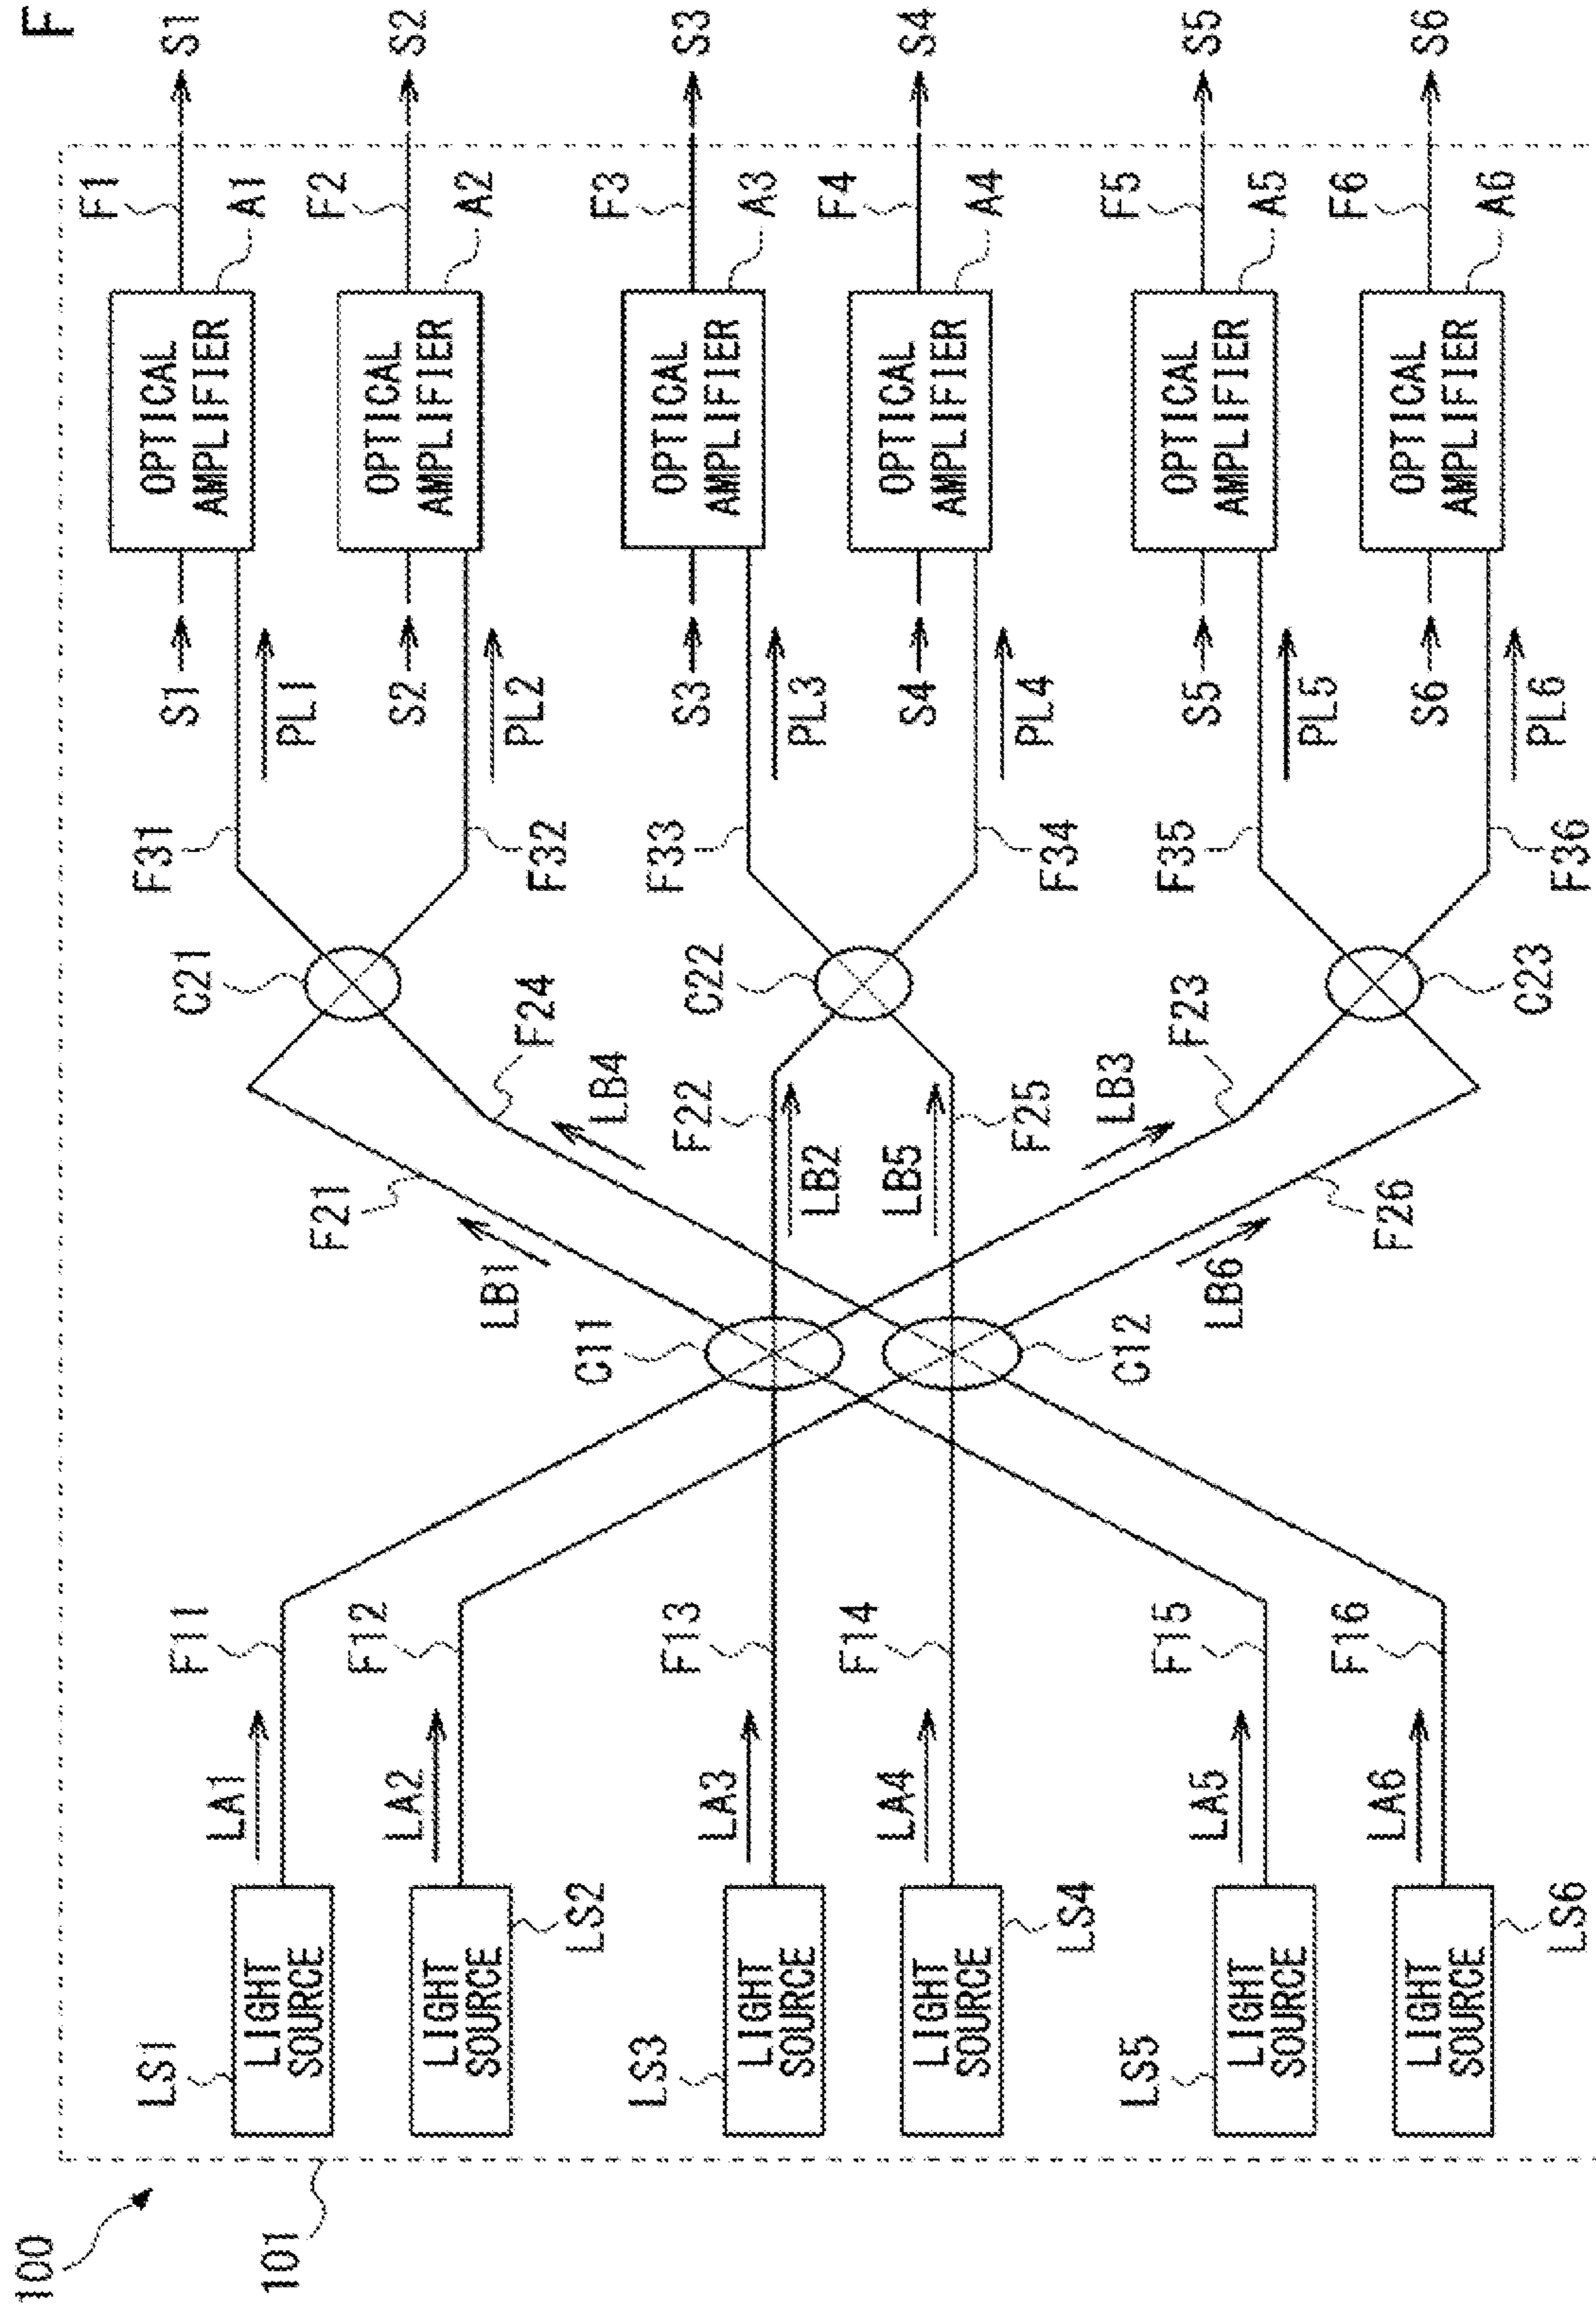 F
100
101
LS1
LIGHT
SOURCE
LA1
F11
LIGHT
SOURCE
LS2
LA2
F12
LS3
LIGHT
SOURCE
LA3
F13
LIGHT
SOURCE
LS4
LA4
F14
LS5
LIGHT
SOURCE
LA5
F15
LIGHT
SOURCE
LS6
LA6
F16
C11
C12
LB1
F21
LB4
F24
LB2
F22
LB5
F25
LB3
F23
LB6
F26
C21
C22
C23
F31
PL1
S1
OPTICAL
AMPLIFIER
A1
F1
S1
F32
PL2
S2
OPTICAL
AMPLIFIER
A2
F2
S2
F33
PL3
S3
OPTICAL
AMPLIFIER
A3
F3
S3
F34
PL4
S4
OPTICAL
AMPLIFIER
A4
F4
S4
F35
PL5
S5
OPTICAL
AMPLIFIER
A5
F5
S5
F36
PL6
S6
OPTICAL
AMPLIFIER
A6
F6
S6